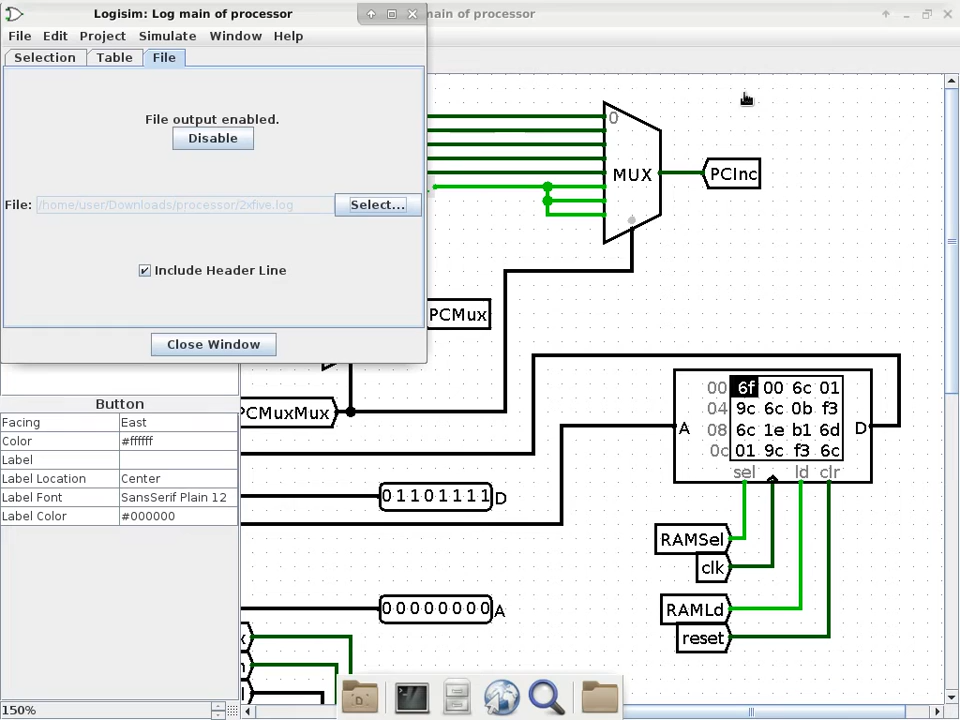 Logisim: Log main of processor
main of processor
File Edit Project Simulate Window Help
Selection Table File
File output enabled.
Disable
File: /home/user/Downloads/processor/2xfive.log Select...
Include Header Line
Close Window
0
MUX
PCInc
PCMux
PCMuxMux
Button
Facing East
Color #ffffff
Label
Label Location Center
Label Font SansSerif Plain 12
Label Color #000000
00 6f 00 6c 01
04 9c 6c 0b f3
08 6c 1e b1 6d
0c 01 9c f3 6c
A
D
sel ld clr
01101111 D
RAMSel
clk
00000000 A
RAMLd
reset
D
150%